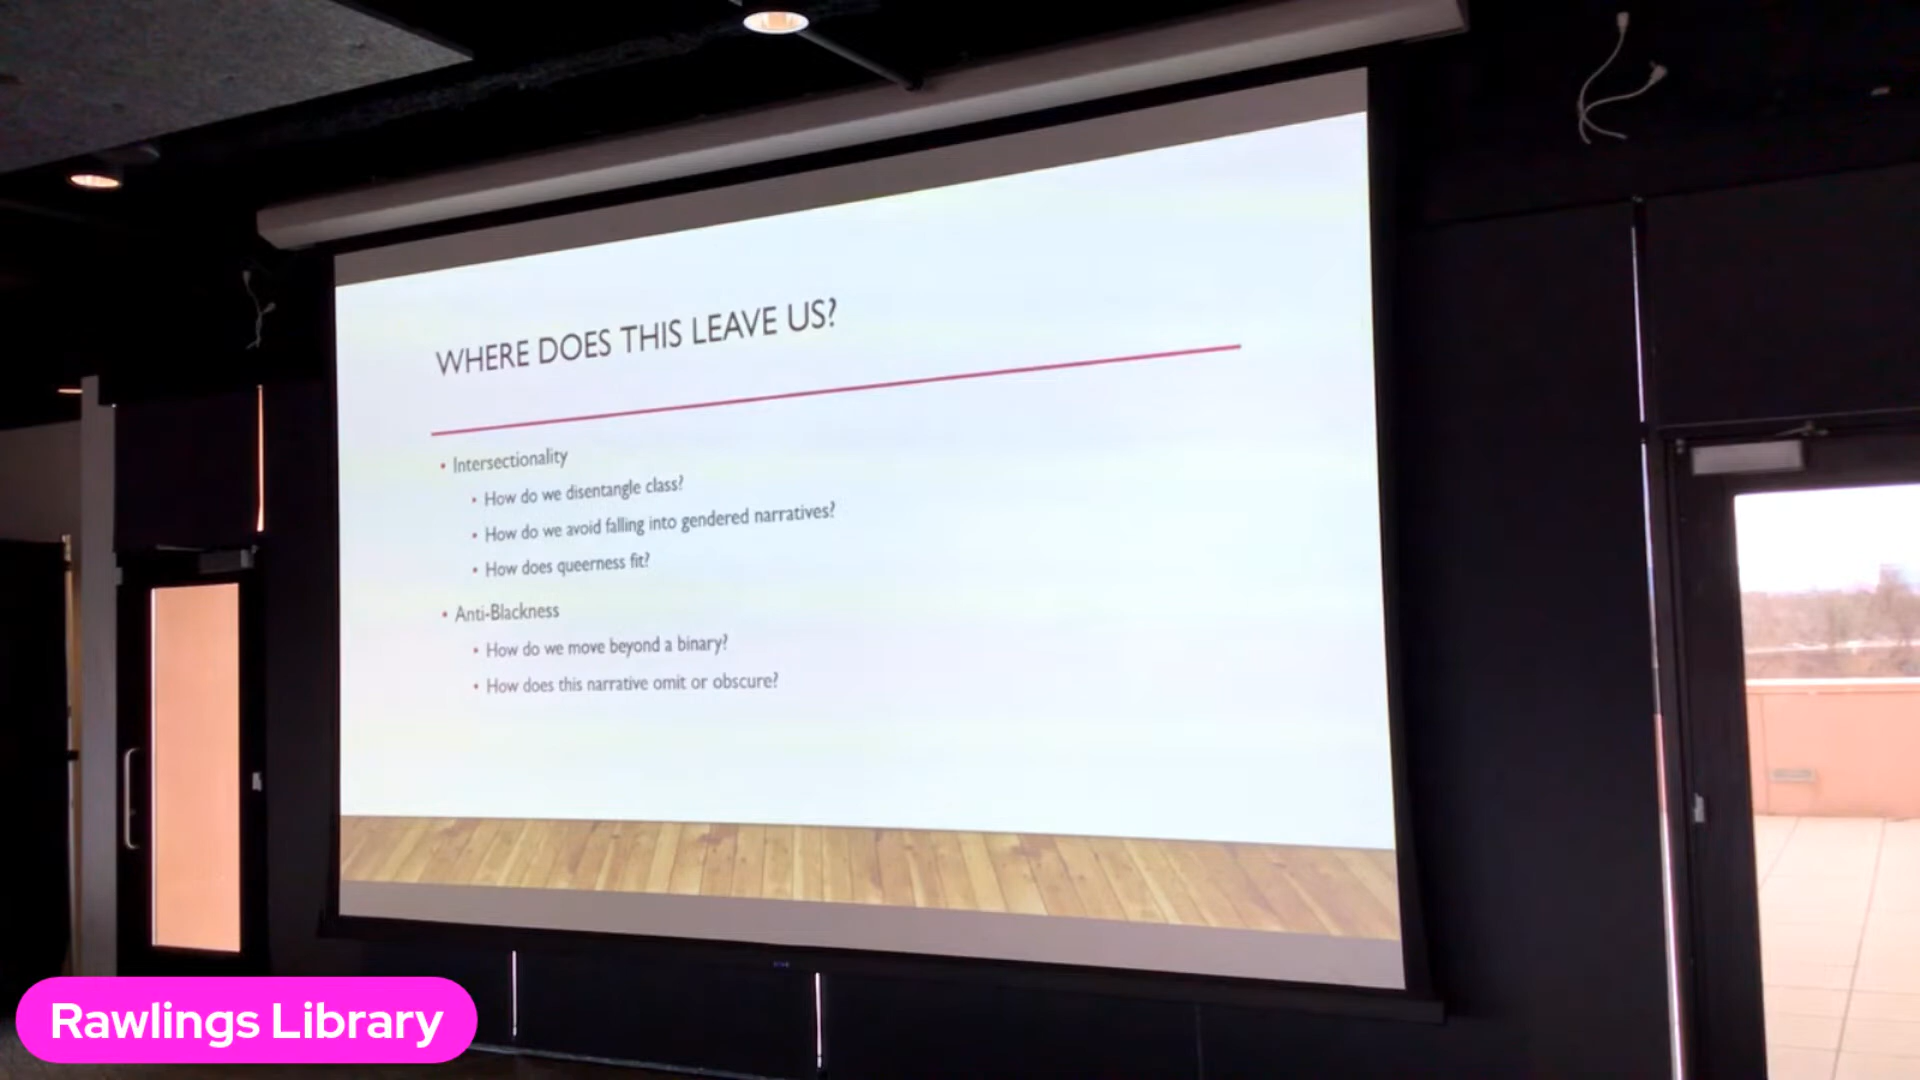 WHERE DOES THIS LEAVE US?
• Intersectionality
• How do we disentangle class?
• How do we avoid falling into gendered narratives?
• How does queerness fit?
• Anti-Blackness
• How do we move beyond a binary?
• How does this narrative omit or obscure?
Rawlings Library